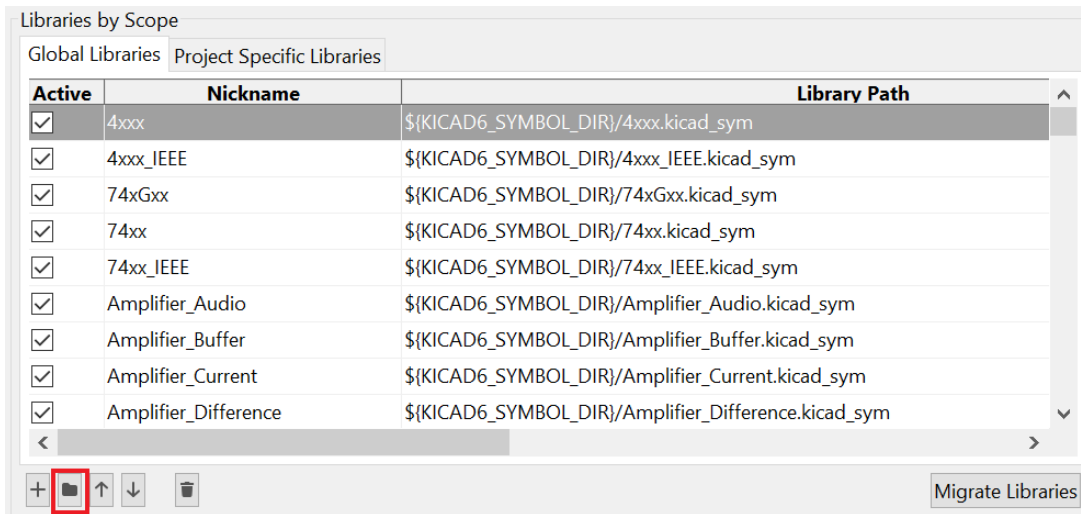 Libraries by Scope
Global Libraries Project Specific Libraries
Active Nickname Library Path
4xxx ${KICAD6_SYMBOL_DIR}/4xxx.kicad_sym
4xxx_IEEE ${KICAD6_SYMBOL_DIR}/4xxx_IEEE.kicad_sym
74xGxx ${KICAD6_SYMBOL_DIR}/74xGxx.kicad_sym
74xx ${KICAD6_SYMBOL_DIR}/74xx.kicad_sym
74xx_IEEE ${KICAD6_SYMBOL_DIR}/74xx_IEEE.kicad_sym
Amplifier_Audio ${KICAD6_SYMBOL_DIR}/Amplifier_Audio.kicad_sym
Amplifier_Buffer ${KICAD6_SYMBOL_DIR}/Amplifier_Buffer.kicad_sym
Amplifier_Current ${KICAD6_SYMBOL_DIR}/Amplifier_Current.kicad_sym
Amplifier_Difference ${KICAD6_SYMBOL_DIR}/Amplifier_Difference.kicad_sym
Migrate Libraries